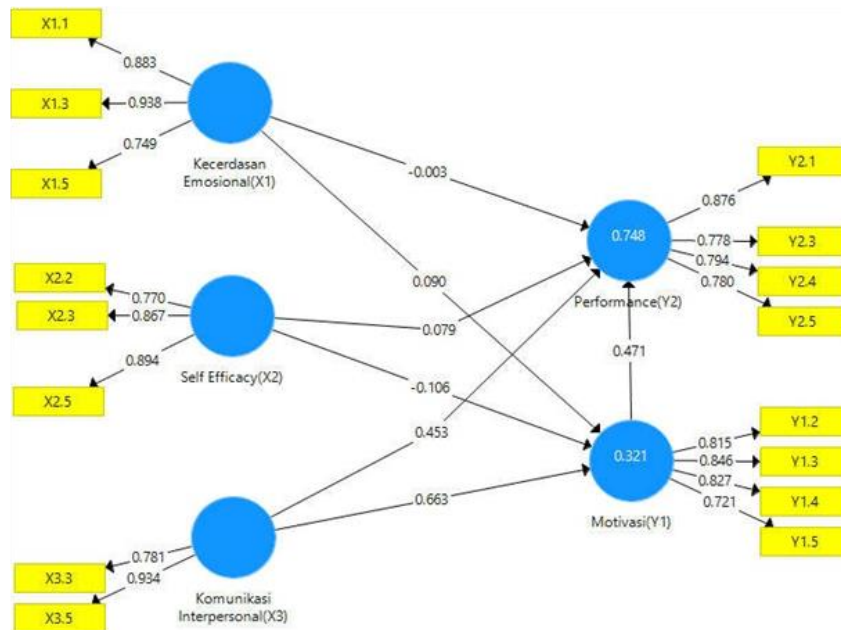 X1.1
0.883
X1.3
0.938
0.749
X1.5
Kecerdasan
Emosional(X1)
-0.003
0.090
X2.2
0.770
X2.3
0.867
0.894
X2.5
Self Efficacy(X2)
0.079
-0.106
0.453
0.663
X3.3
0.781
0.934
X3.5
Komunikasi
Interpersonal(X3)
0.748
Performance(Y2)
0.876
Y2.1
0.778
Y2.3
0.794
Y2.4
0.780
Y2.5
0.471
0.321
Motivasi(Y1)
0.815
Y1.2
0.846
Y1.3
0.827
Y1.4
0.721
Y1.5